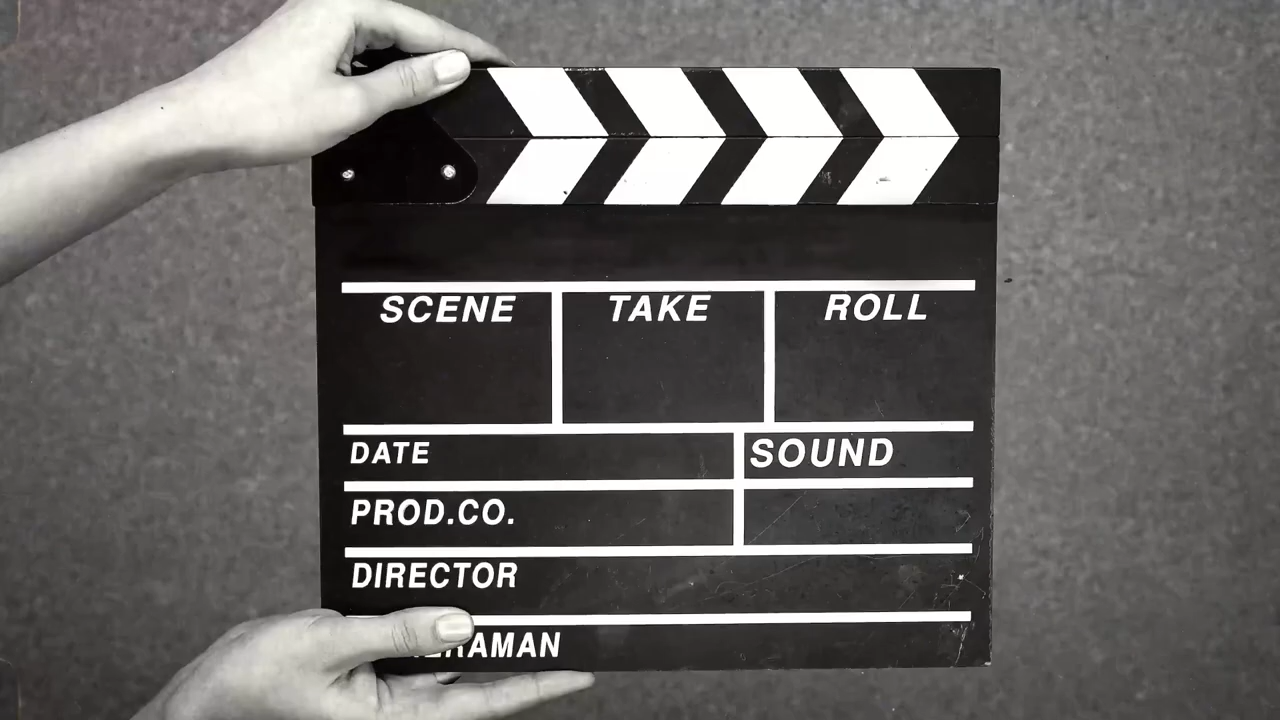 SCENE TAKE ROLL
DATE SOUND
PROD.CO.
DIRECTOR